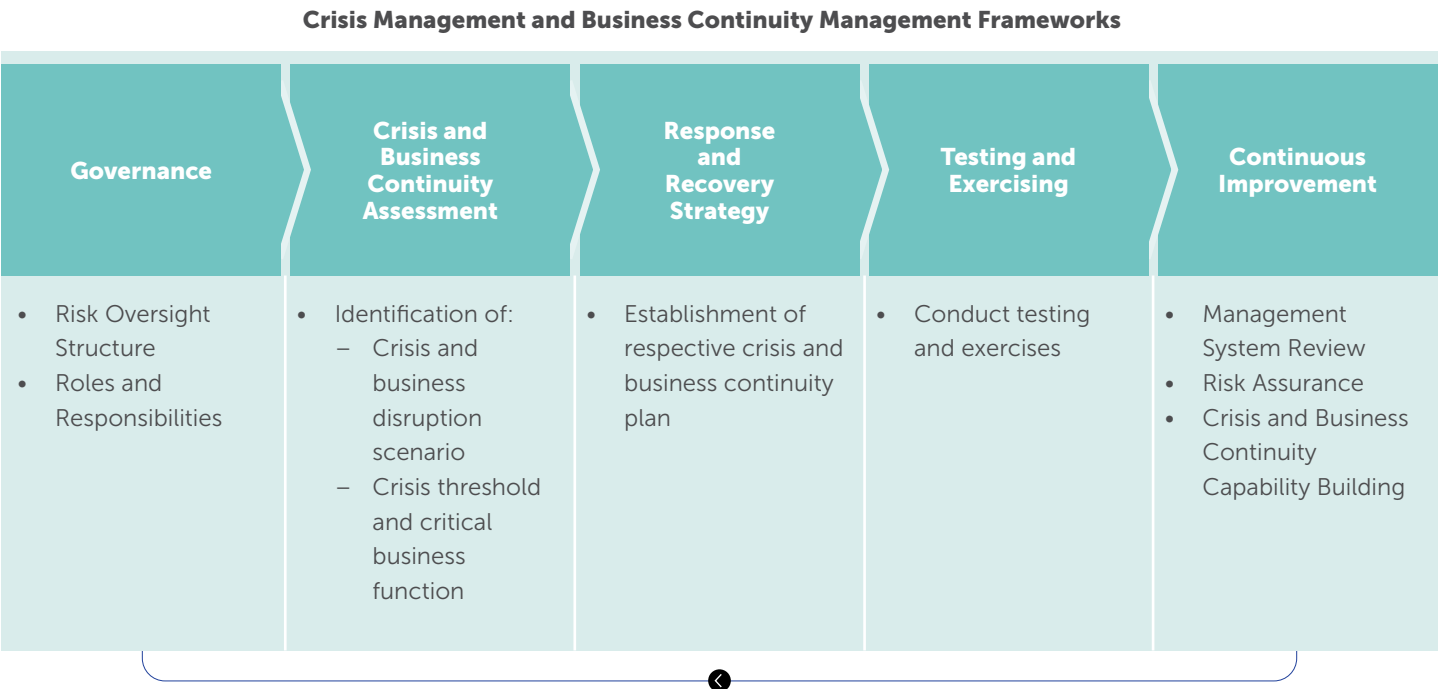 Crisis Management and Business Continuity Management Frameworks
Governance
Crisis and
Business
Continuity
Assessment
Response
and
Recovery
Strategy
Testing and
Exercising
Continuous
Improvement
• Risk Oversight
Structure
• Roles and
Responsibilities
• Identification of:
– Crisis and
business
disruption
scenario
– Crisis threshold
and critical
business
function
• Establishment of
respective crisis and
business continuity
plan
• Conduct testing
and exercises
• Management
System Review
• Risk Assurance
• Crisis and Business
Continuity
Capability Building